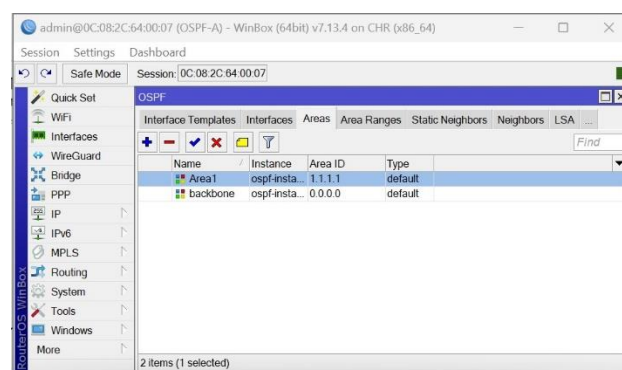 admin@0C:08:2C:64:00:07 (OSPF-A) - WinBox (64bit) v7.13.4 on CHR (x86_64)
Session Settings Dashboard
Safe Mode Session: 0C:08:2C:64:00:07
Quick Set
WiFi
Interfaces
WireGuard
Bridge
PPP
IP
IPv6
MPLS
Routing
System
Tools
Windows
More
RouterOS WinBox
OSPF
Interface Templates Interfaces Areas Area Ranges Static Neighbors Neighbors LSA ...
Find
Name Instance Area ID Type
Area1 ospf-insta... 1.1.1.1 default
backbone ospf-insta... 0.0.0.0 default
2 items (1 selected)